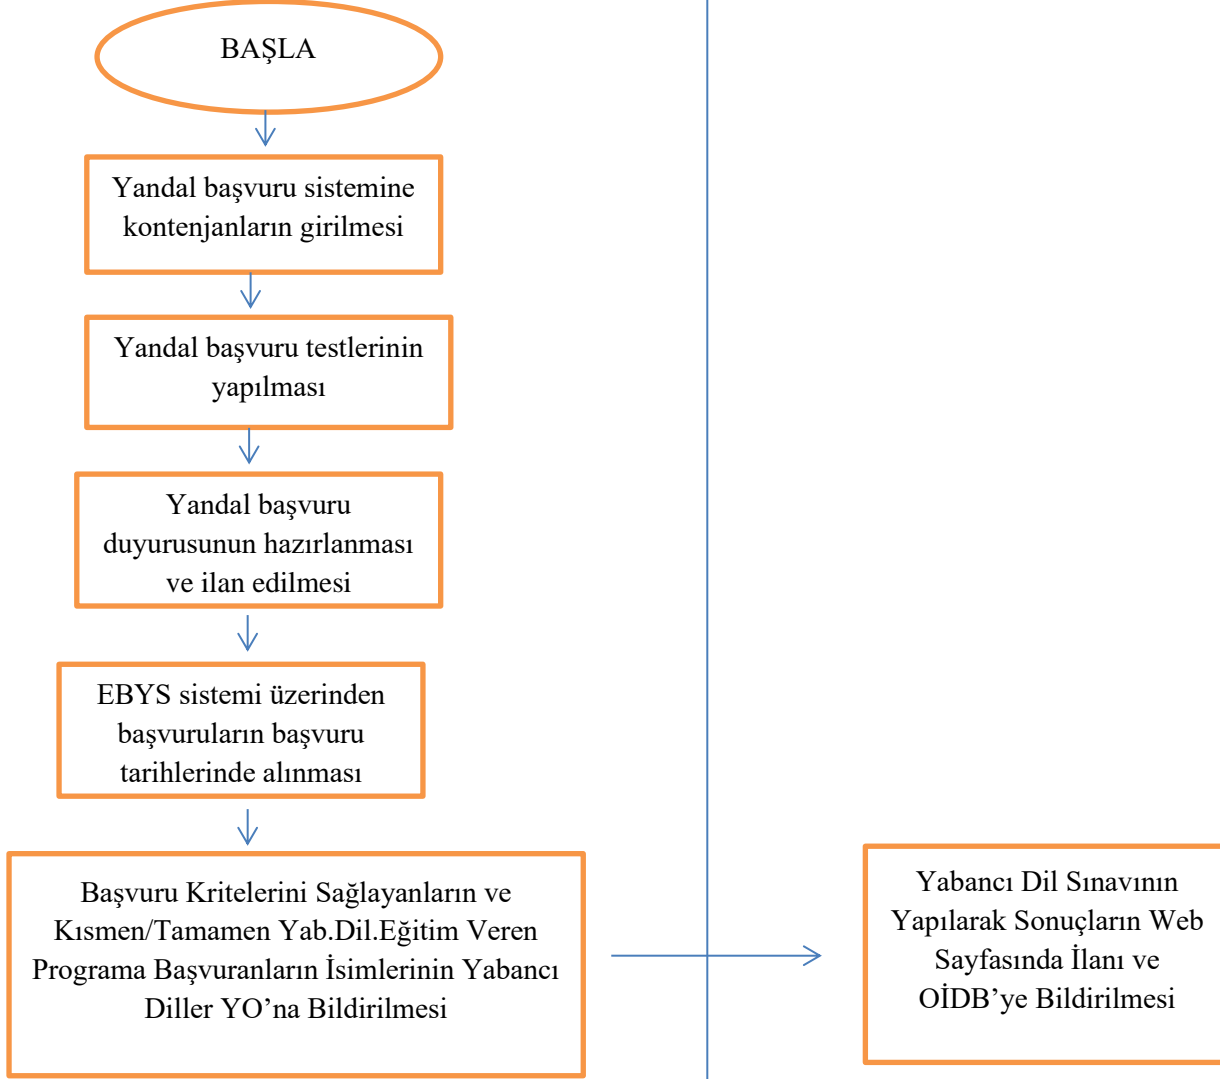 BAŞLA
Yandal başvuru sistemine
kontenjanların girilmesi
Yandal başvuru testlerinin
yapılması
Yandal başvuru
duyurusunun hazırlanması
ve ilan edilmesi
EBYS sistemi üzerinden
başvuruların başvuru
tarihlerinde alınması
Başvuru Kritelerini Sağlayanların ve
Kısmen/Tamamen Yab.Dil.Eğitim Veren
Programa Başvuranların İsimlerinin Yabancı
Diller YO’na Bildirilmesi
Yabancı Dil Sınavının
Yapılarak Sonuçların Web
Sayfasında İlanı ve
OİDB’ye Bildirilmesi